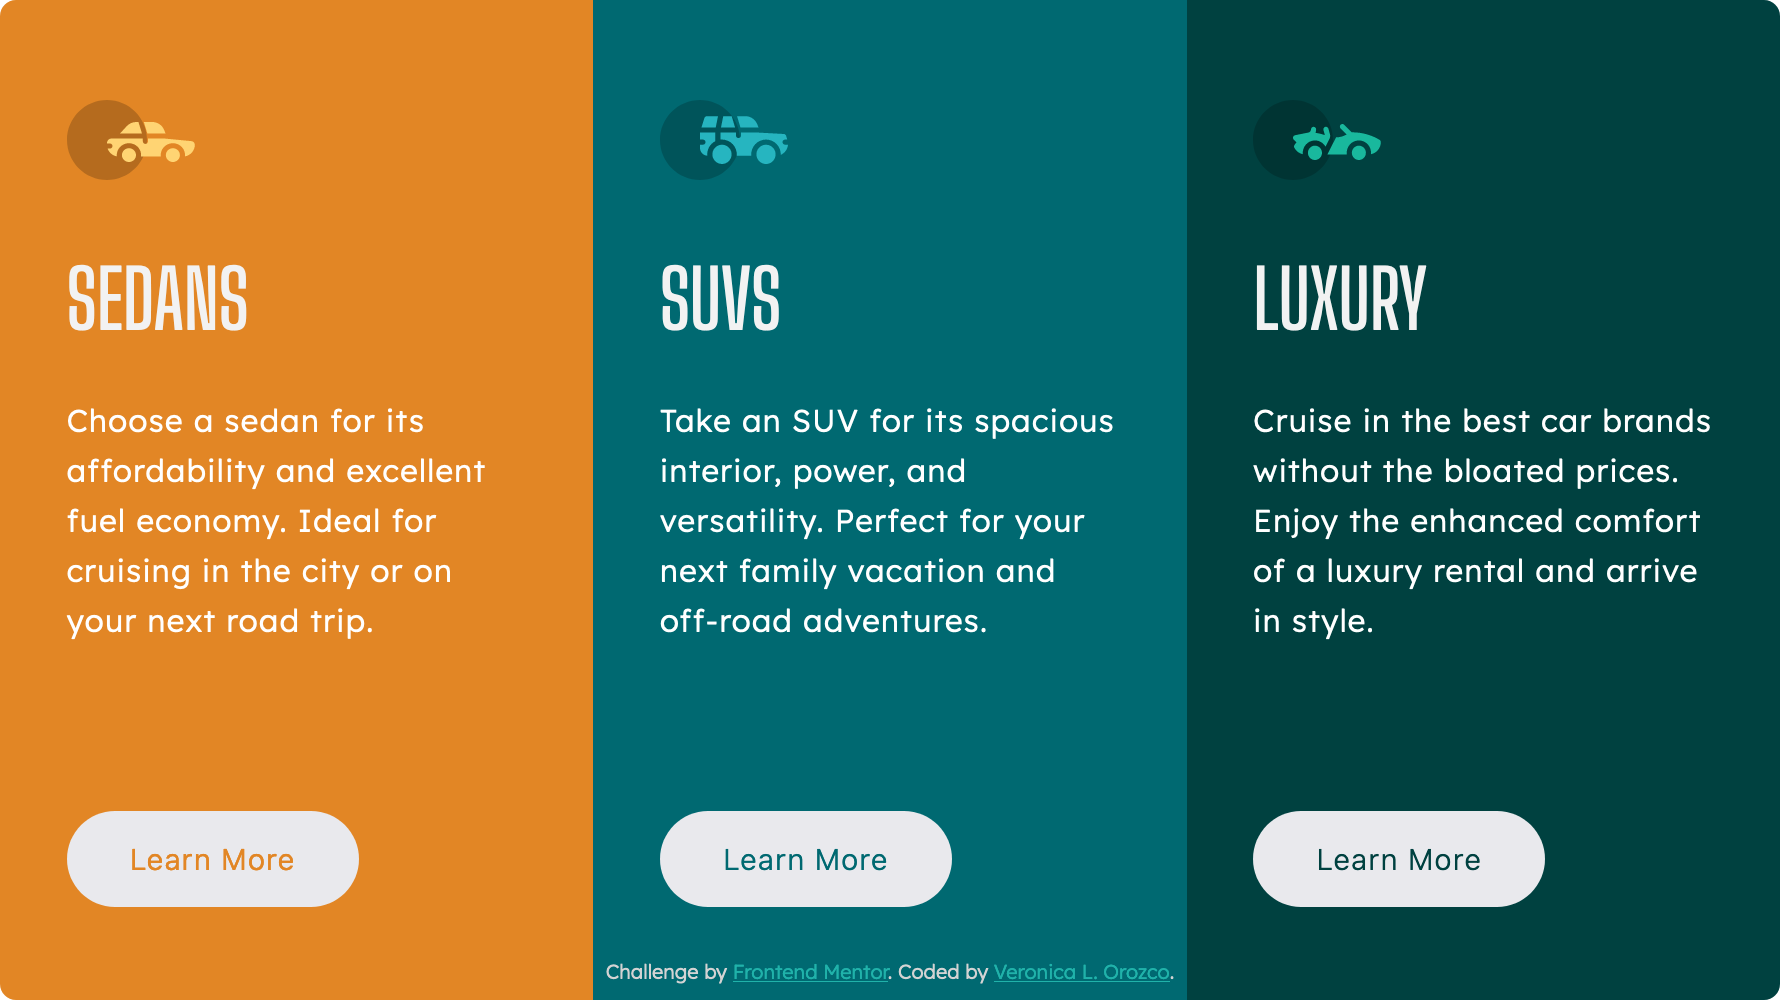 SEDANS
Choose a sedan for its
affordability and excellent
fuel economy. Ideal for
cruising in the city or on
your next road trip.
Learn More
SUVS
Take an SUV for its spacious
interior, power, and
versatility. Perfect for your
next family vacation and
off-road adventures.
Learn More
LUXURY
Cruise in the best car brands
without the bloated prices.
Enjoy the enhanced comfort
of a luxury rental and arrive
in style.
Learn More
Challenge by Frontend Mentor. Coded by Veronica L. Orozco.